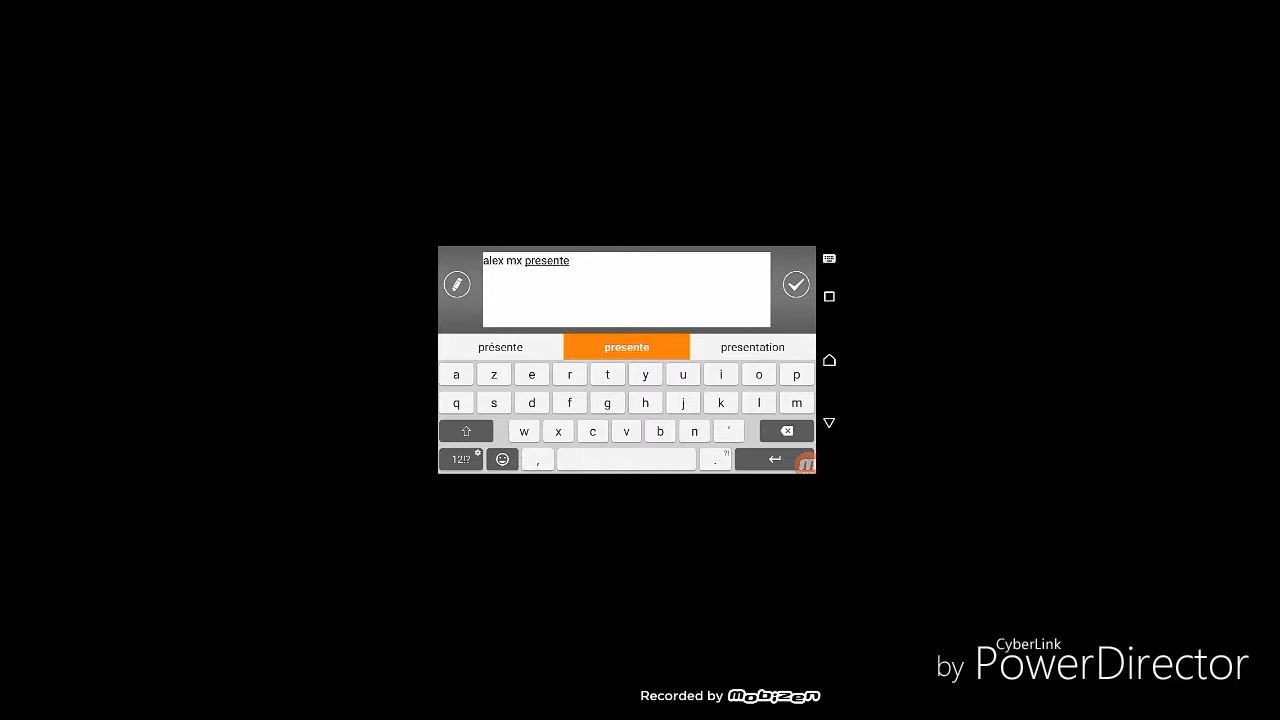 alex mx presente
présente presente presentation
a z e r t y u i o p
q s d f g h j k l m
w x c v b n '
12!? , . ?!
CyberLink
by PowerDirector
Recorded by Mobizen